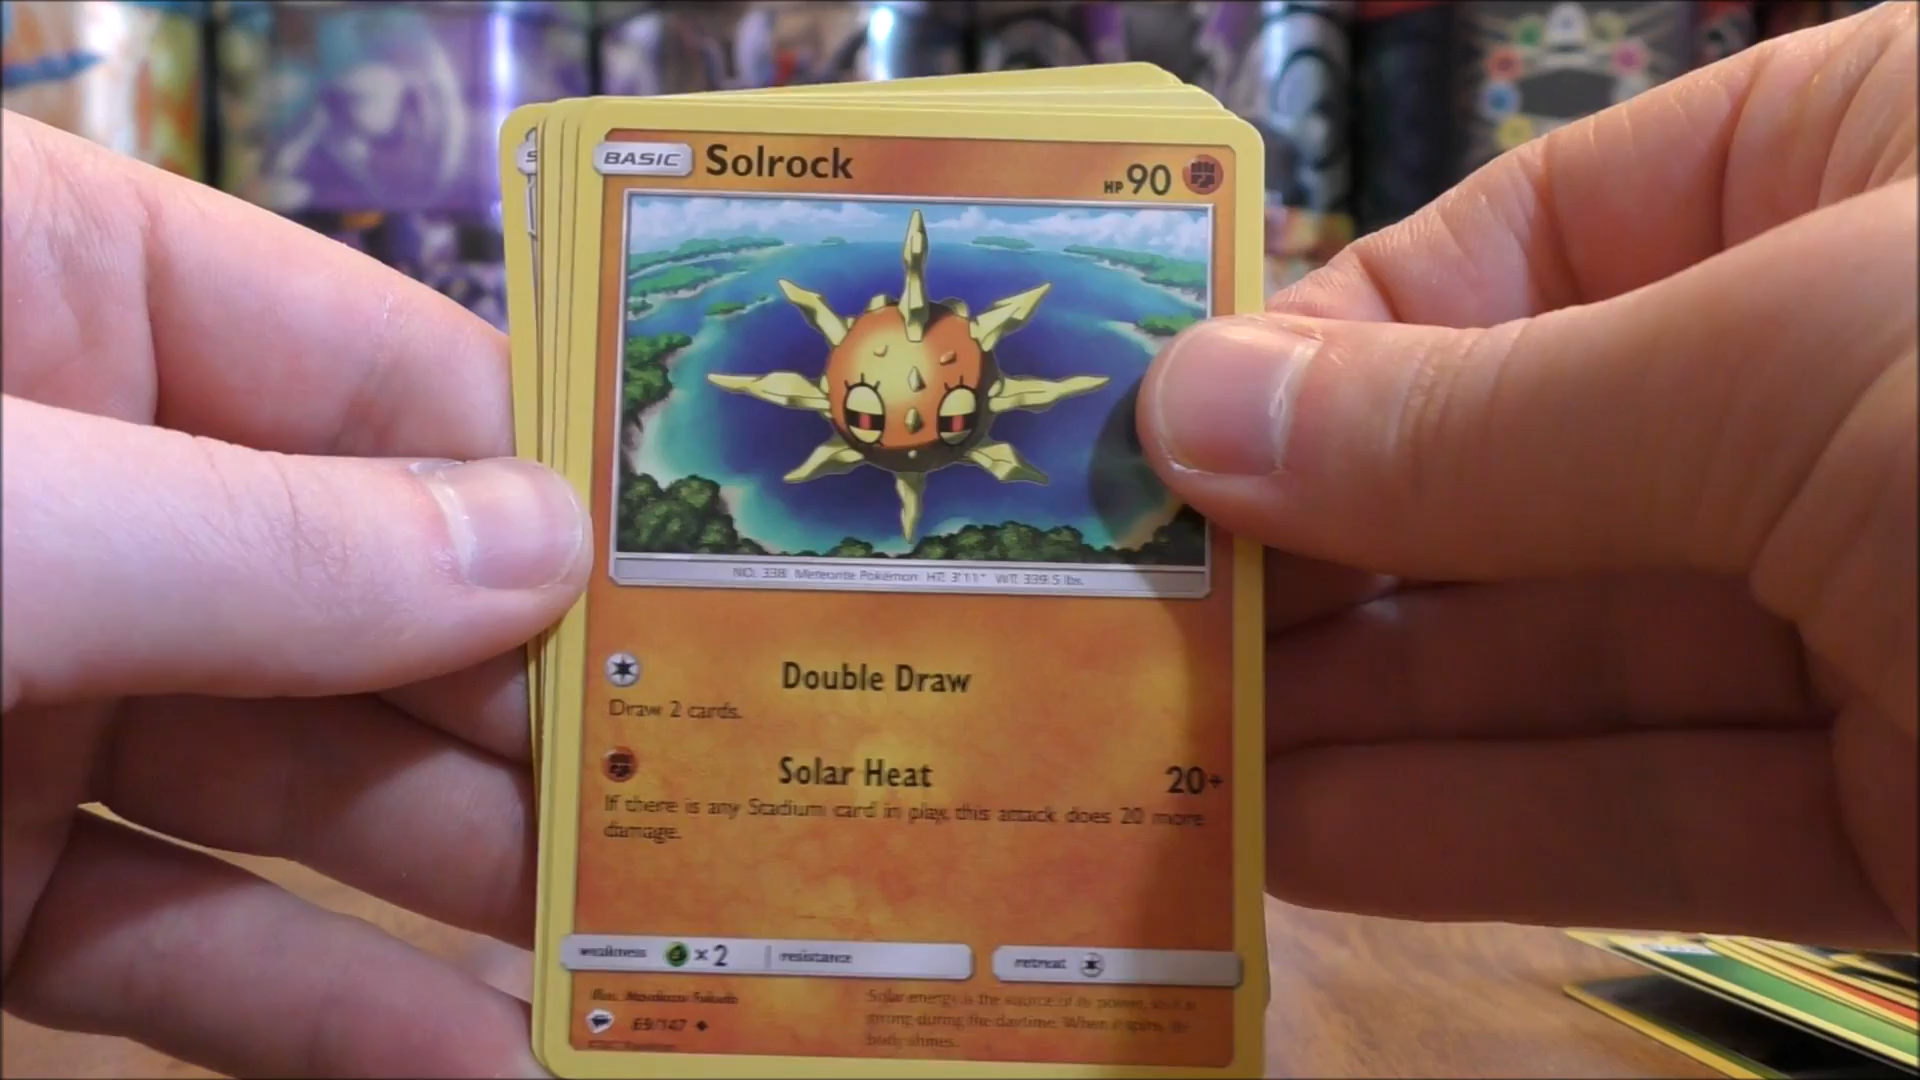 BASIC Solrock HP 90
NO. 338 Meteorite Pokémon HT: 3'11" WT: 339.5 lbs.
Double Draw
Draw 2 cards.
Solar Heat 20+
If there is any Stadium card in play, this attack does 20 more
damage.
weakness ×2 resistance retreat
Illus.
69/147
Solar energy is the source of its power, so it is
strong during the daytime. When it spins, its
body shines.